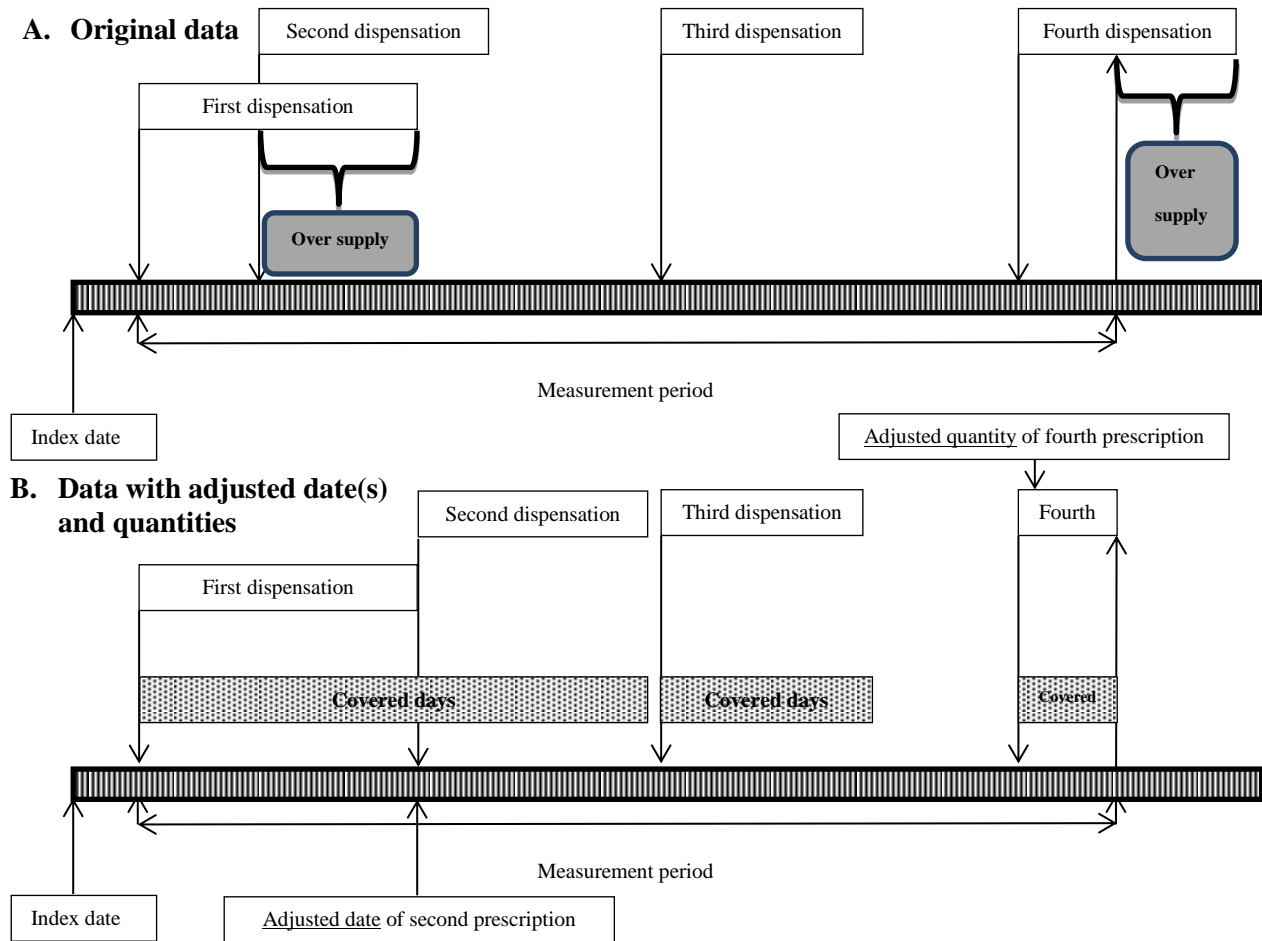 A. Original data
Second dispensation
Third dispensation
Fourth dispensation
First dispensation
Over supply
Over
supply
Measurement period
Index date
Adjusted quantity of fourth prescription
B. Data with adjusted date(s)
and quantities
Second dispensation
Third dispensation
Fourth
First dispensation
Covered days
Covered days
Covered
Measurement period
Index date
Adjusted date of second prescription